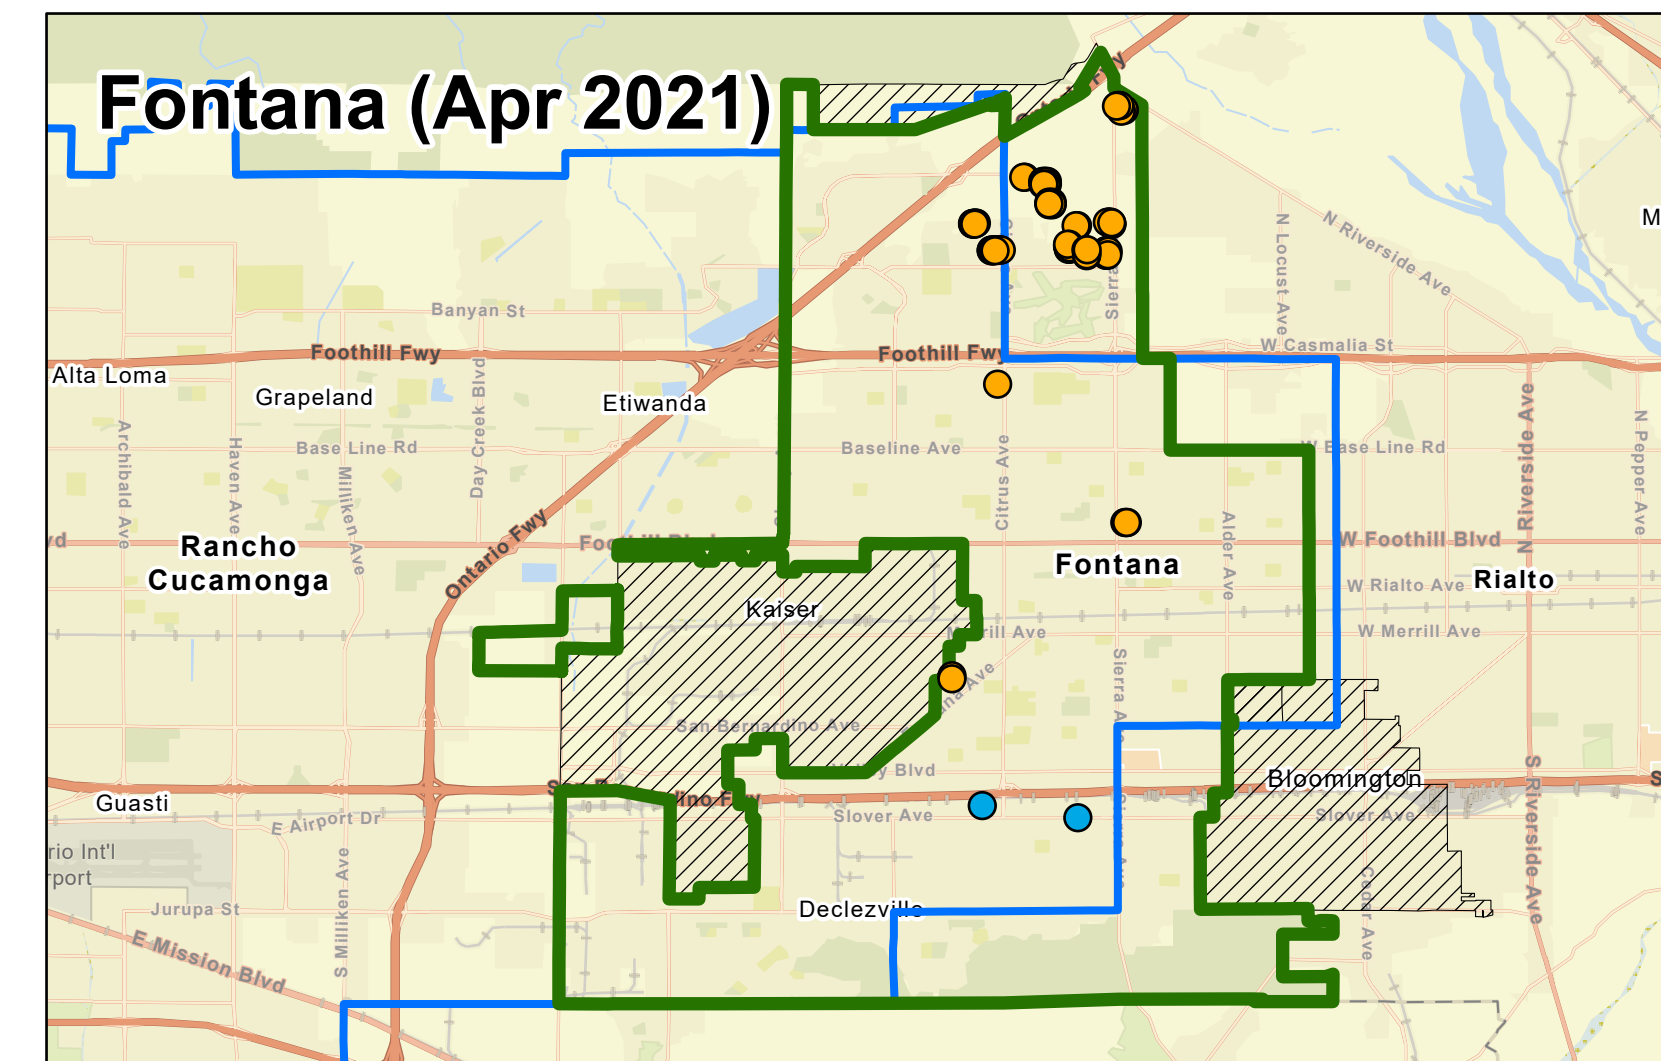 Fontana (Apr 2021)
N Riverside Ave
N Locust Ave
Sierra
Banyan St
Foothill Fwy
Foothill Fwy
W Casmalia St
Alta Loma
Grapeland
Etiwanda
Day Creek Blvd
Archibald Ave
Haven Ave
Base Line Rd
Milliken Ave
Baseline Ave
Citrus Ave
W Base Line Rd
N Riverside Ave
N Pepper Ave
Ontario Fwy
Rancho
Cucamonga
Fontana
Alder Ave
W Foothill Blvd
W Rialto Ave
Rialto
Kaiser
W Merrill Ave
Sierra Ave
San Bernardino Ave
Bloomington
Guasti
E Airport Dr
Slover Ave
Slover Ave
S Riverside Ave
rio Int'l
rport
Jurupa St
S Milliken Ave
E Mission Blvd
Declezville
Cedar Ave